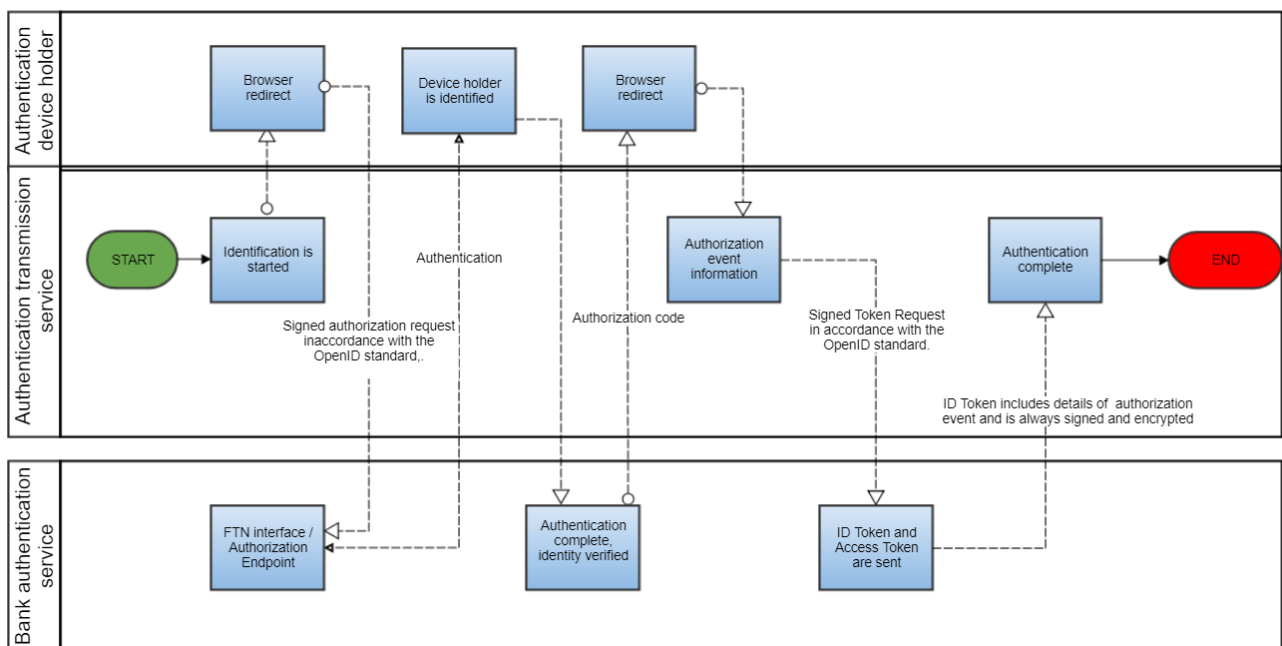 Authentication
device holder
Browser
redirect
Device holder
is identified
Browser
redirect
Authentication transmission
service
START
Identification is
started
Authentication
Authorization
event
information
Authentication
complete
END
Signed authorization request
inaccordance with the
OpenID standard,.
Authorization code
Signed Token Request
in accordance with the
OpenID standard.
ID Token includes details of authorization
event and is always signed and encrypted
Bank authentication
service
FTN interface /
Authorization
Endpoint
Authentication
complete,
identity verified
ID Token and
Access Token
are sent